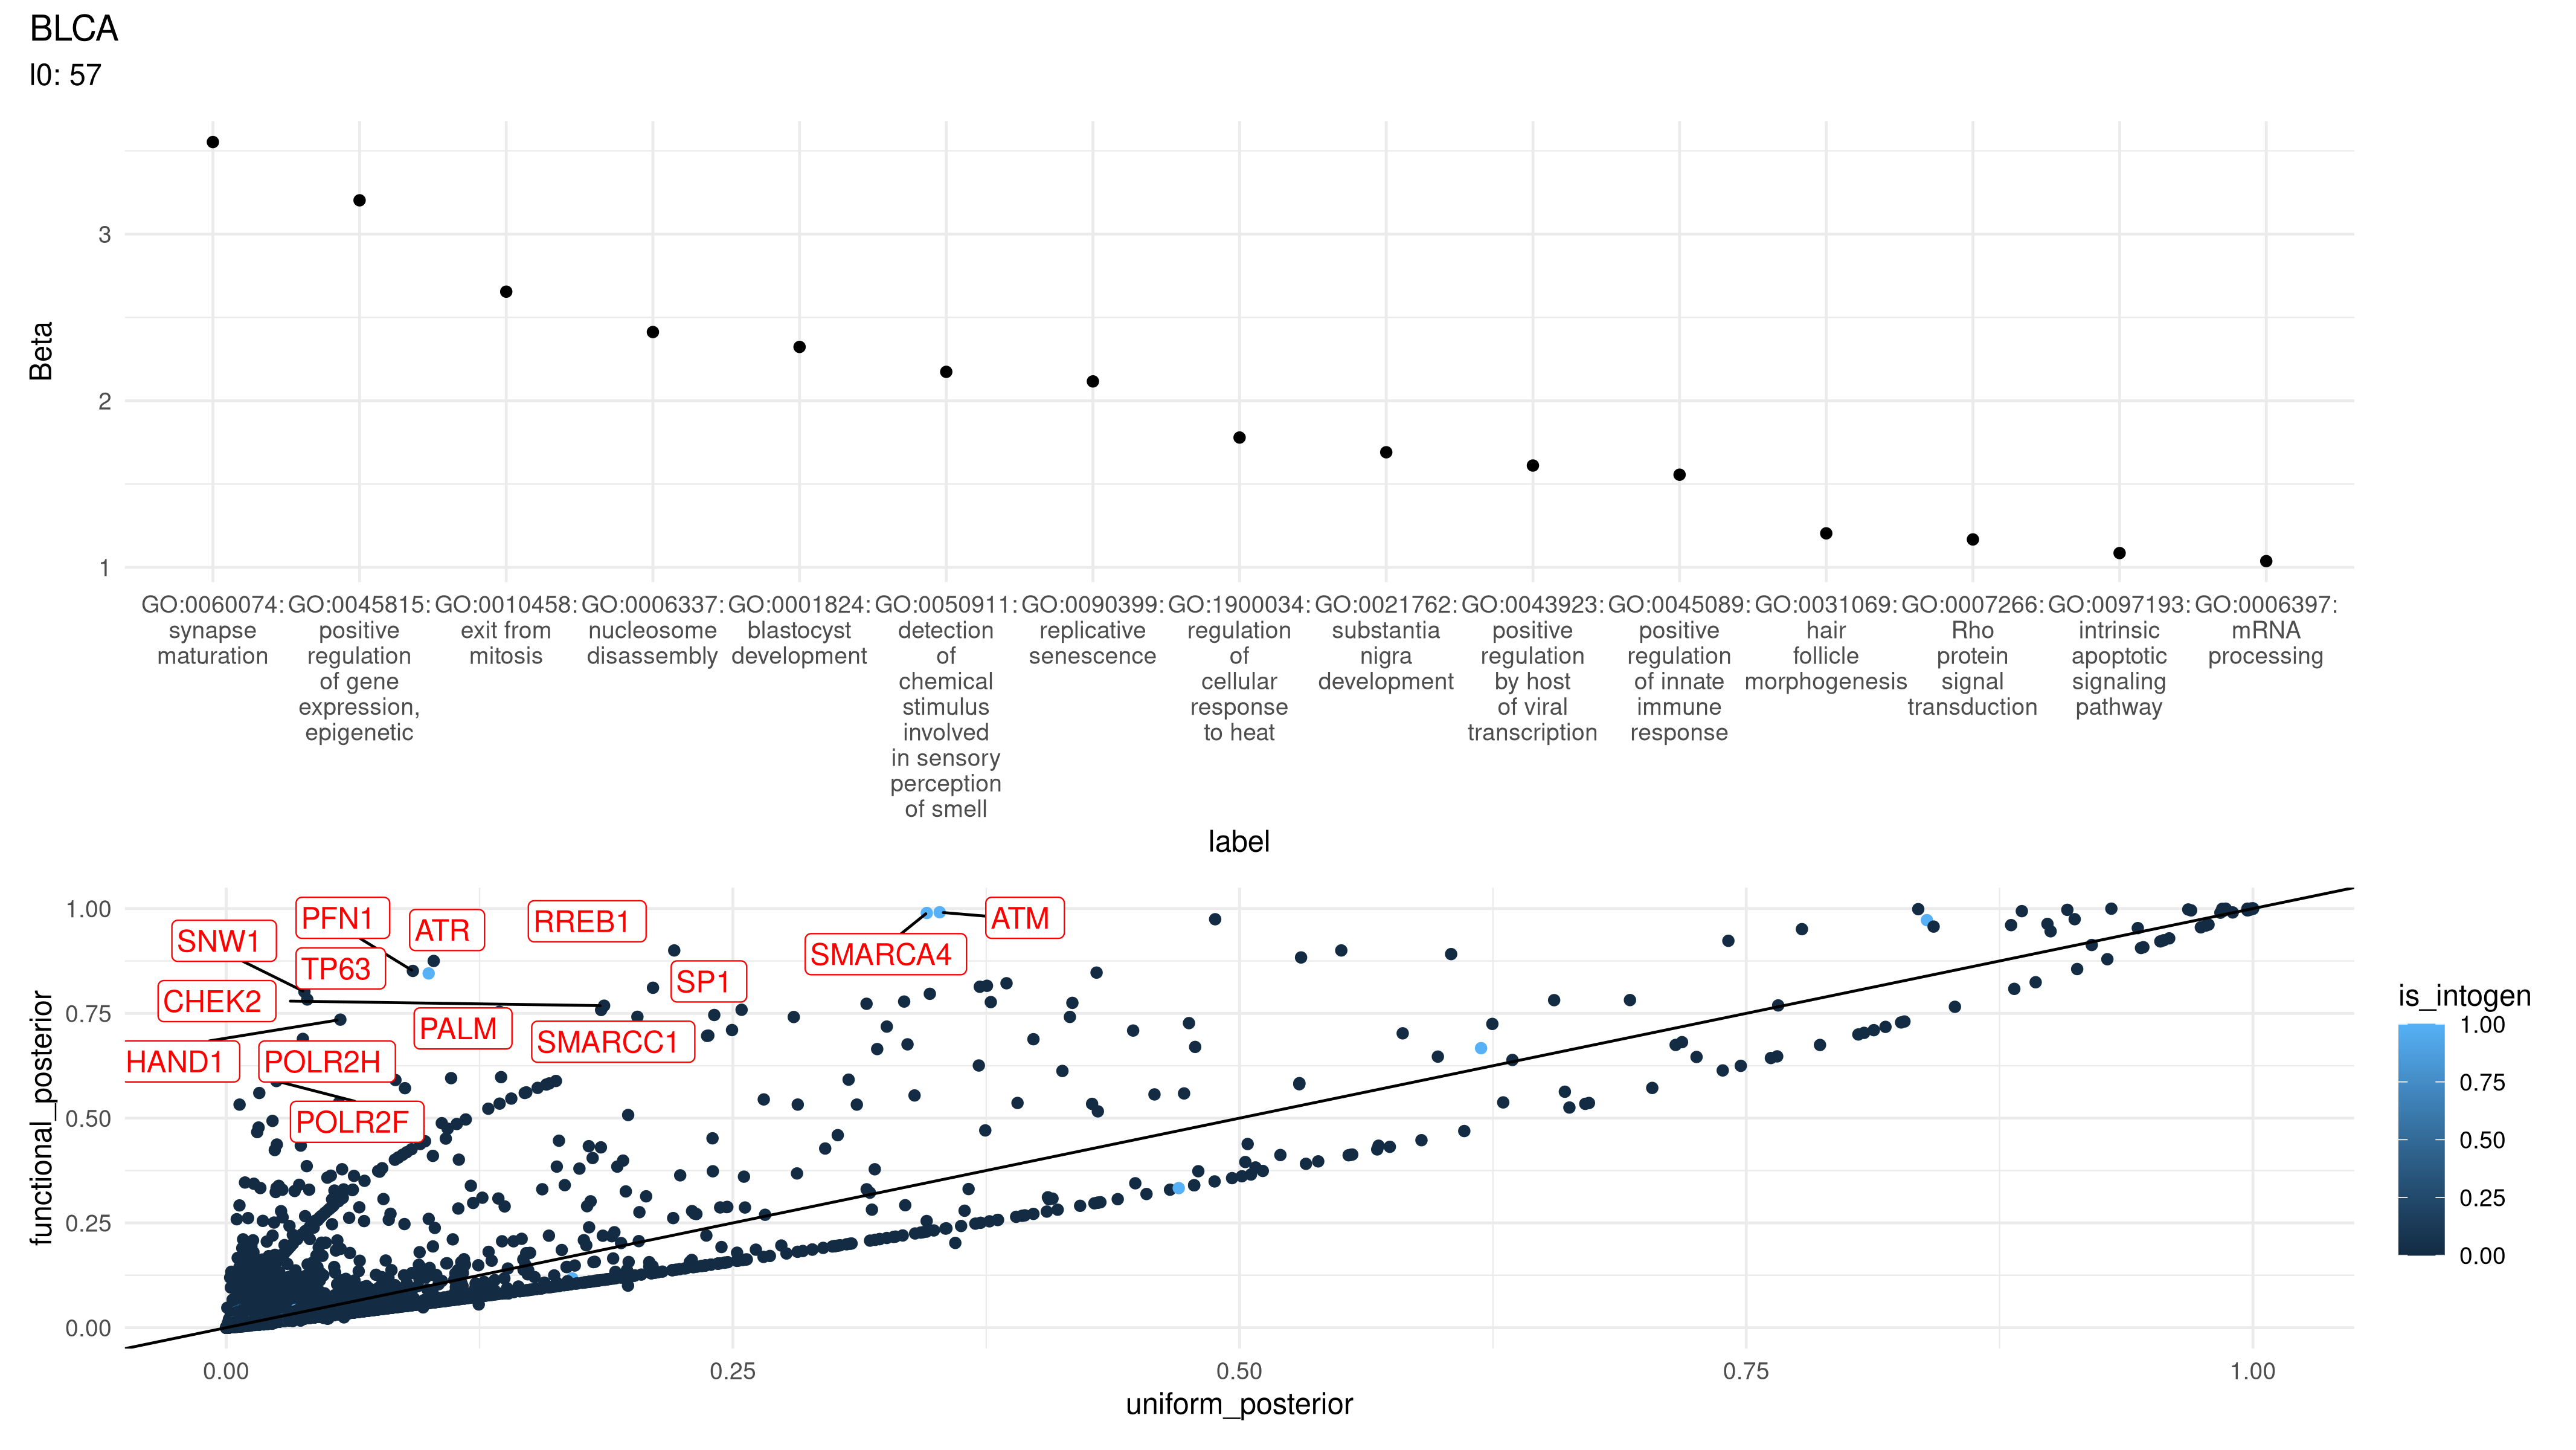 BLCA
l0: 57
Beta
3
2
1
GO:0060074: GO:0045815: GO:0010458: GO:0006337: GO:0001824: GO:0050911: GO:0090399: GO:1900034: GO:0021762: GO:0043923: GO:0045089: GO:0031069: GO:0007266: GO:0097193: GO:0006397:
synapse positive exit from nucleosome blastocyst detection replicative regulation substantia positive positive hair Rho intrinsic mRNA
maturation regulation mitosis disassembly development of senescence of nigra regulation regulation follicle protein apoptotic processing
of gene chemical cellular development by host of innate morphogenesis signal signaling
expression, stimulus response of viral immune transduction pathway
epigenetic involved to heat transcription response
in sensory
perception
of smell
label
functional_posterior
1.00
0.75
0.50
0.25
0.00
PFN1
ATR
RREB1
ATM
SNW1
SMARCA4
TP63
SP1
CHEK2
PALM
SMARCC1
HAND1
POLR2H
POLR2F
0.00 0.25 0.50 0.75 1.00
uniform_posterior
is_intogen
1.00
0.75
0.50
0.25
0.00